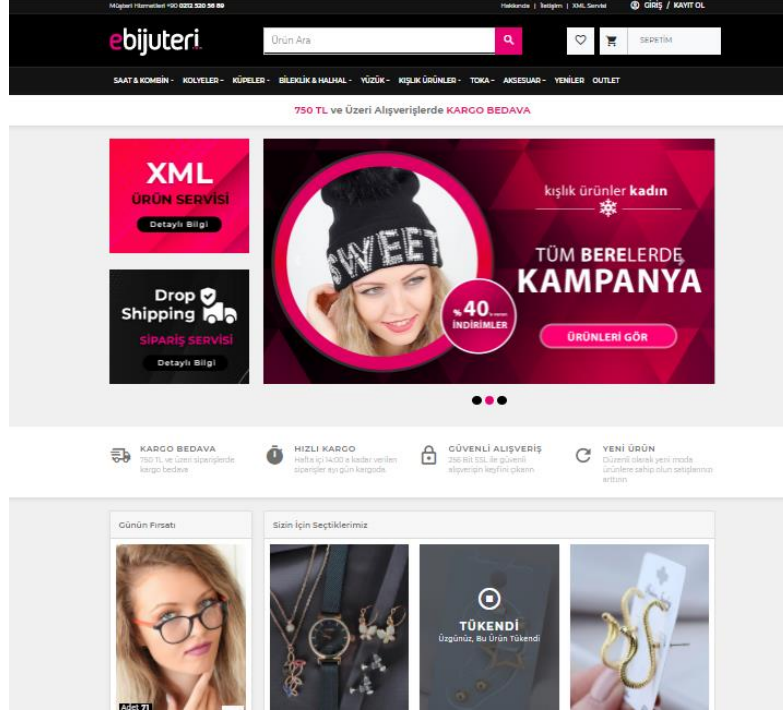 Müşteri Hizmetleri +90 0212 520 56 89
Hakkında | İletişim | XML Servisi
GİRİŞ / KAYIT OL
ebijuteri
Ürün Ara
SEPETİM
SAAT & KOMBİN KOLYELER KÜPELER BİLEKLİK & HALHAL YÜZÜK KIŞLIK ÜRÜNLER TOKA AKSESUAR YENİLER OUTLET
750 TL ve Üzeri Alışverişlerde KARGO BEDAVA
XML
ÜRÜN SERVİSİ
Detaylı Bilgi
Drop
Shipping
SİPARİŞ SERVİSİ
Detaylı Bilgi
SWEET
%40
İNDİRİMLER
kışlık ürünler kadın
TÜM BERELERDE
KAMPANYA
ÜRÜNLERİ GÖR
KARGO BEDAVA
750 TL ve üzeri siparişlerde
kargo bedava
HIZLI KARGO
Hafta içi 14:00 a kadar verilen
siparişler ayı gün kargoda
GÜVENLİ ALIŞVERİŞ
256 Bit SSL ile güvenli
alışverişin keyfini çıkarın
YENİ ÜRÜN
Düzenli olarak yeni moda
ürünlere sahip olun satışlarınızı
arttırın
Günün Fırsatı
Sizin İçin Seçtiklerimiz
TÜKENDİ
Üzgünüz, Bu Ürün Tükendi
Adet 71